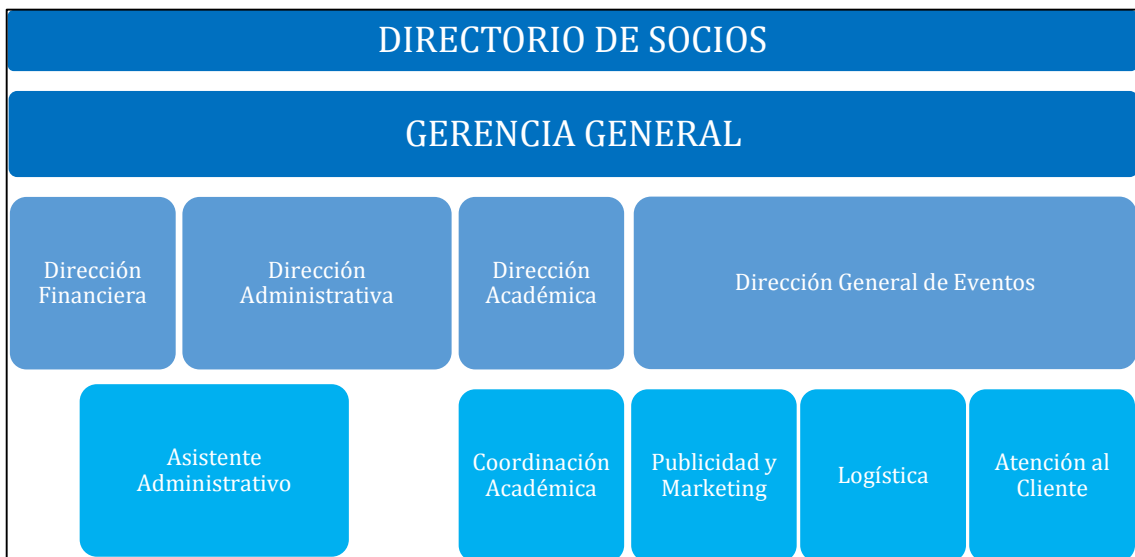 DIRECTORIO DE SOCIOS
GERENCIA GENERAL
Dirección
Financiera
Dirección
Administrativa
Dirección
Académica
Dirección General de Eventos
Asistente
Administrativo
Coordinación
Académica
Publicidad y
Marketing
Logística
Atención al
Cliente